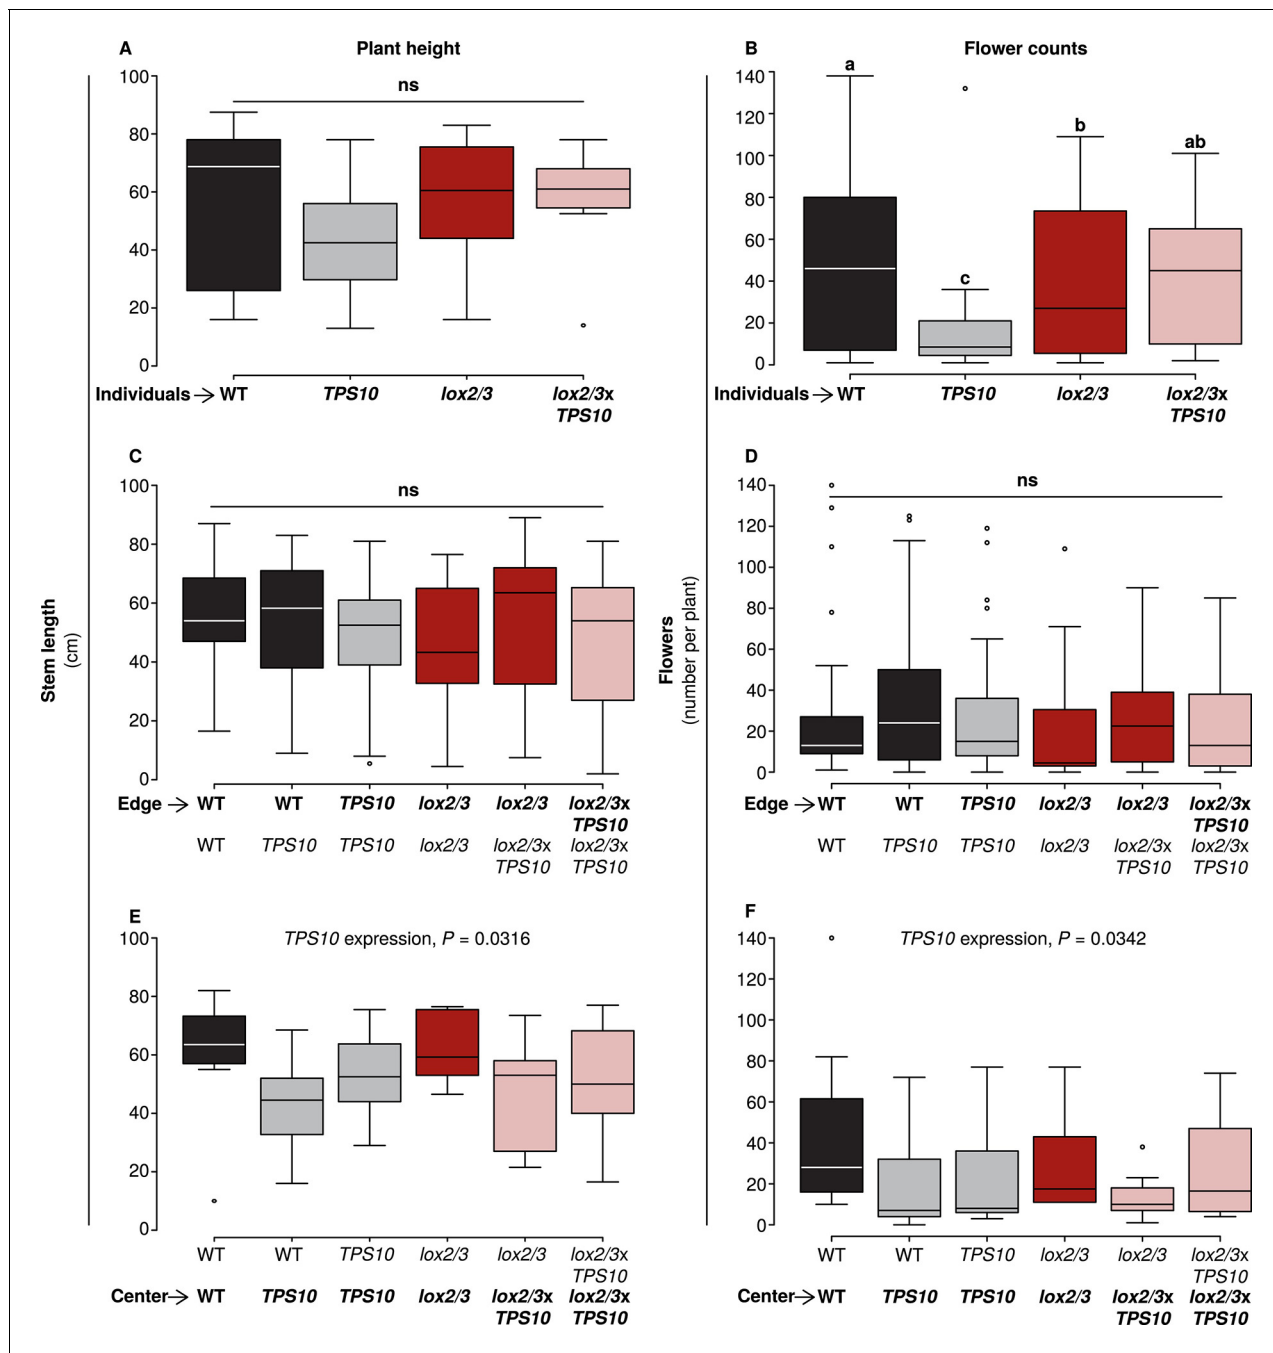 A Plant height
100
80
60
40
20
0
ns
Individuals → WT TPS10 lox2/3 lox2/3x
TPS10
B Flower counts
140
120
100
80
60
40
20
0
a
c
b
ab
Individuals → WT TPS10 lox2/3 lox2/3x
TPS10
Stem length
(cm)
C
100
80
60
40
20
0
ns
Edge → WT WT TPS10 lox2/3 lox2/3 lox2/3x
TPS10
WT TPS10 TPS10 lox2/3 lox2/3x lox2/3x
TPS10 TPS10
Flowers
(number per plant)
D
140
120
100
80
60
40
20
0
ns
Edge → WT WT TPS10 lox2/3 lox2/3 lox2/3x
TPS10
WT TPS10 TPS10 lox2/3 lox2/3x lox2/3x
TPS10 TPS10
E
TPS10 expression, P = 0.0316
100
80
60
40
20
0
WT WT TPS10 lox2/3 lox2/3 lox2/3x
TPS10
Center → WT TPS10 TPS10 lox2/3 lox2/3x lox2/3x
TPS10 TPS10
F
TPS10 expression, P = 0.0342
140
120
100
80
60
40
20
0
WT WT TPS10 lox2/3 lox2/3 lox2/3x
TPS10
Center → WT TPS10 TPS10 lox2/3 lox2/3x lox2/3x
TPS10 TPS10